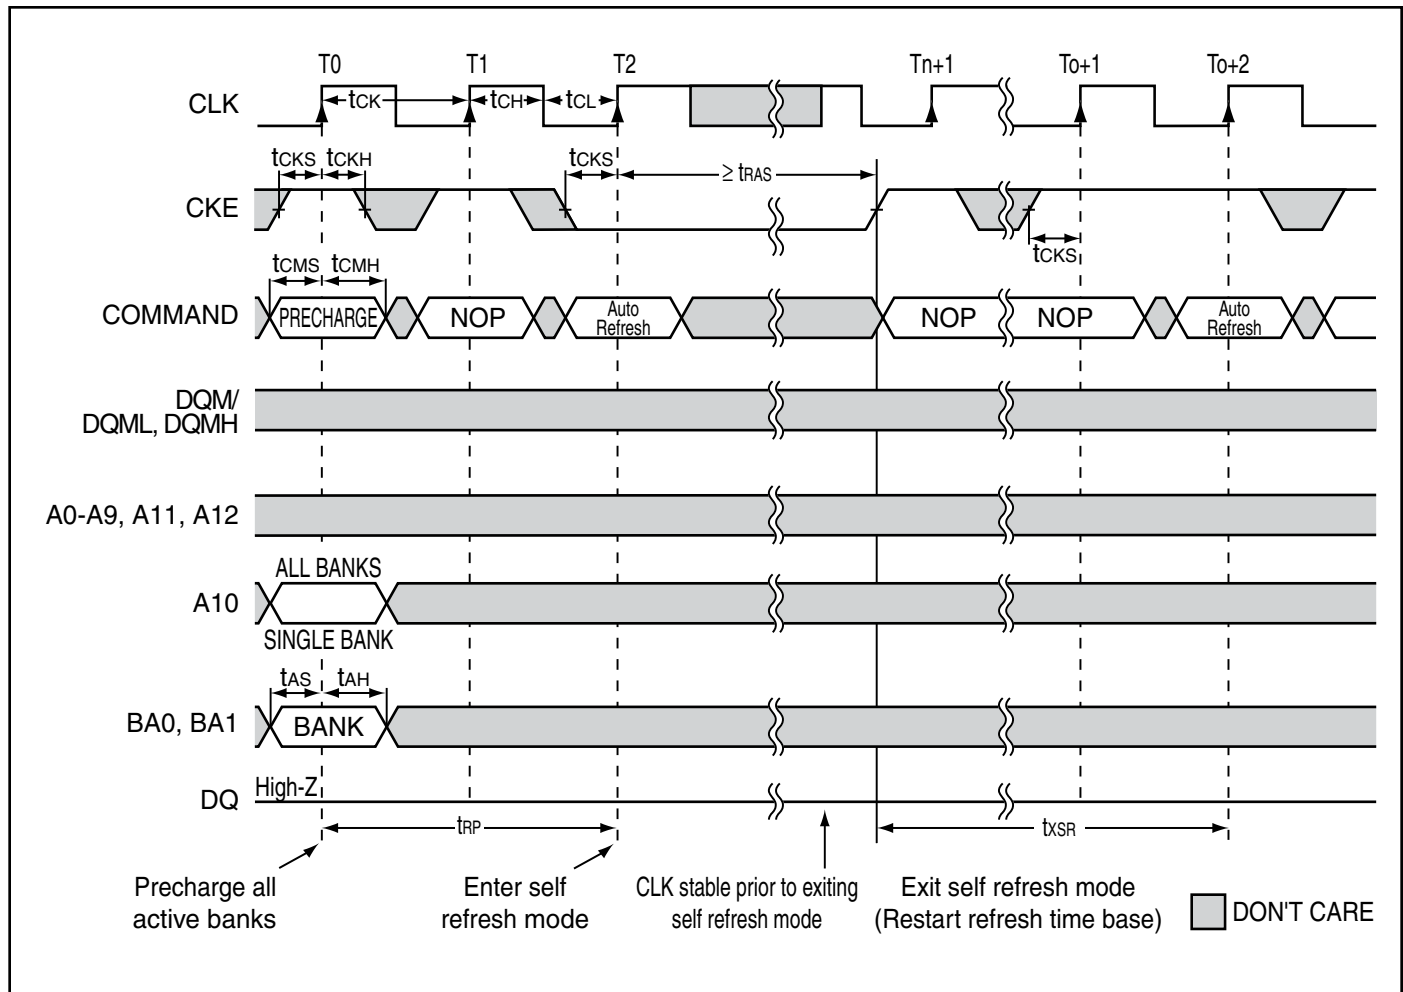 T0 T1 T2 Tn+1 To+1 To+2
CLK tCK tCH tCL
tCKS tCKH tCKS ≥ tRAS
CKE
tCKS
tCMS tCMH
COMMAND PRECHARGE NOP Auto Refresh NOP NOP Auto Refresh
DQM/
DQML, DQMH
A0-A9, A11, A12
ALL BANKS
A10
SINGLE BANK
tAS tAH
BA0, BA1 BANK
High-Z
DQ
tRP tXSR
Precharge all
active banks
Enter self
refresh mode
CLK stable prior to exiting
self refresh mode
Exit self refresh mode
(Restart refresh time base)
DON'T CARE